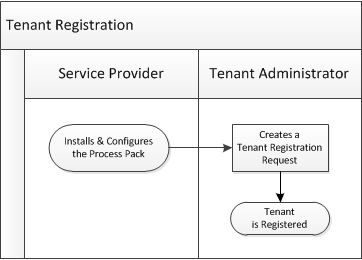 Tenant Registration
Service Provider
Tenant Administrator
Installs & Configures
the Process Pack
Creates a
Tenant Registration
Request
Tenant
is Registered